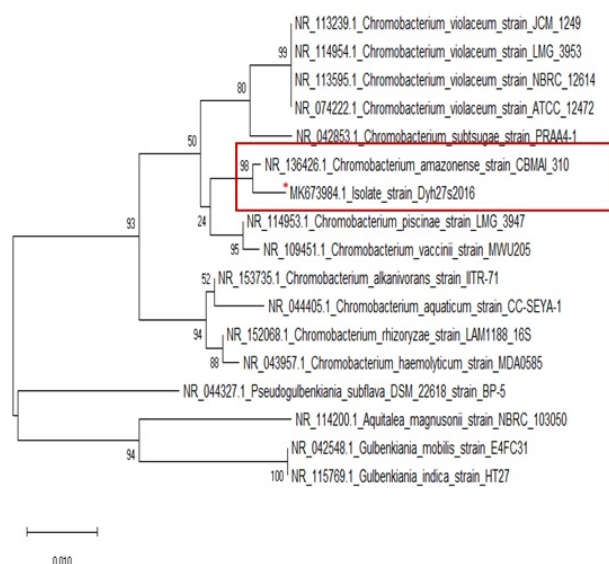 NR_113239.1_Chromobacterium_violaceum_strain_JCM_1249
99
NR_114954.1_Chromobacterium_violaceum_strain_LMG_3953
NR_113595.1_Chromobacterium_violaceum_strain_NBRC_12614
80
NR_074222.1_Chromobacterium_violaceum_strain_ATCC_12472
50
NR_042853.1_Chromobacterium_subtsugae_strain_PRAA4-1
98
NR_136426.1_Chromobacterium_amazonense_strain_CBMAI_310
*MK673984.1_Isolate_strain_Dyh27s2016
93
24
NR_114953.1_Chromobacterium_piscinae_strain_LMG_3947
95
NR_109451.1_Chromobacterium_vaccinii_strain_MWU205
52
NR_153735.1_Chromobacterium_alkanivorans_strain_IITR-71
NR_044405.1_Chromobacterium_aquaticum_strain_CC-SEYA-1
94
NR_152068.1_Chromobacterium_rhizoryzae_strain_LAM1188_16S
88
NR_043957.1_Chromobacterium_haemolyticum_strain_MDA0585
NR_044327.1_Pseudogulbenkiania_subflava_DSM_22618_strain_BP-5
NR_114200.1_Aquitalea_magnusonii_strain_NBRC_103050
94
NR_042548.1_Gulbenkiania_mobilis_strain_E4FC31
100
NR_115769.1_Gulbenkiania_indica_strain_HT27
0.010